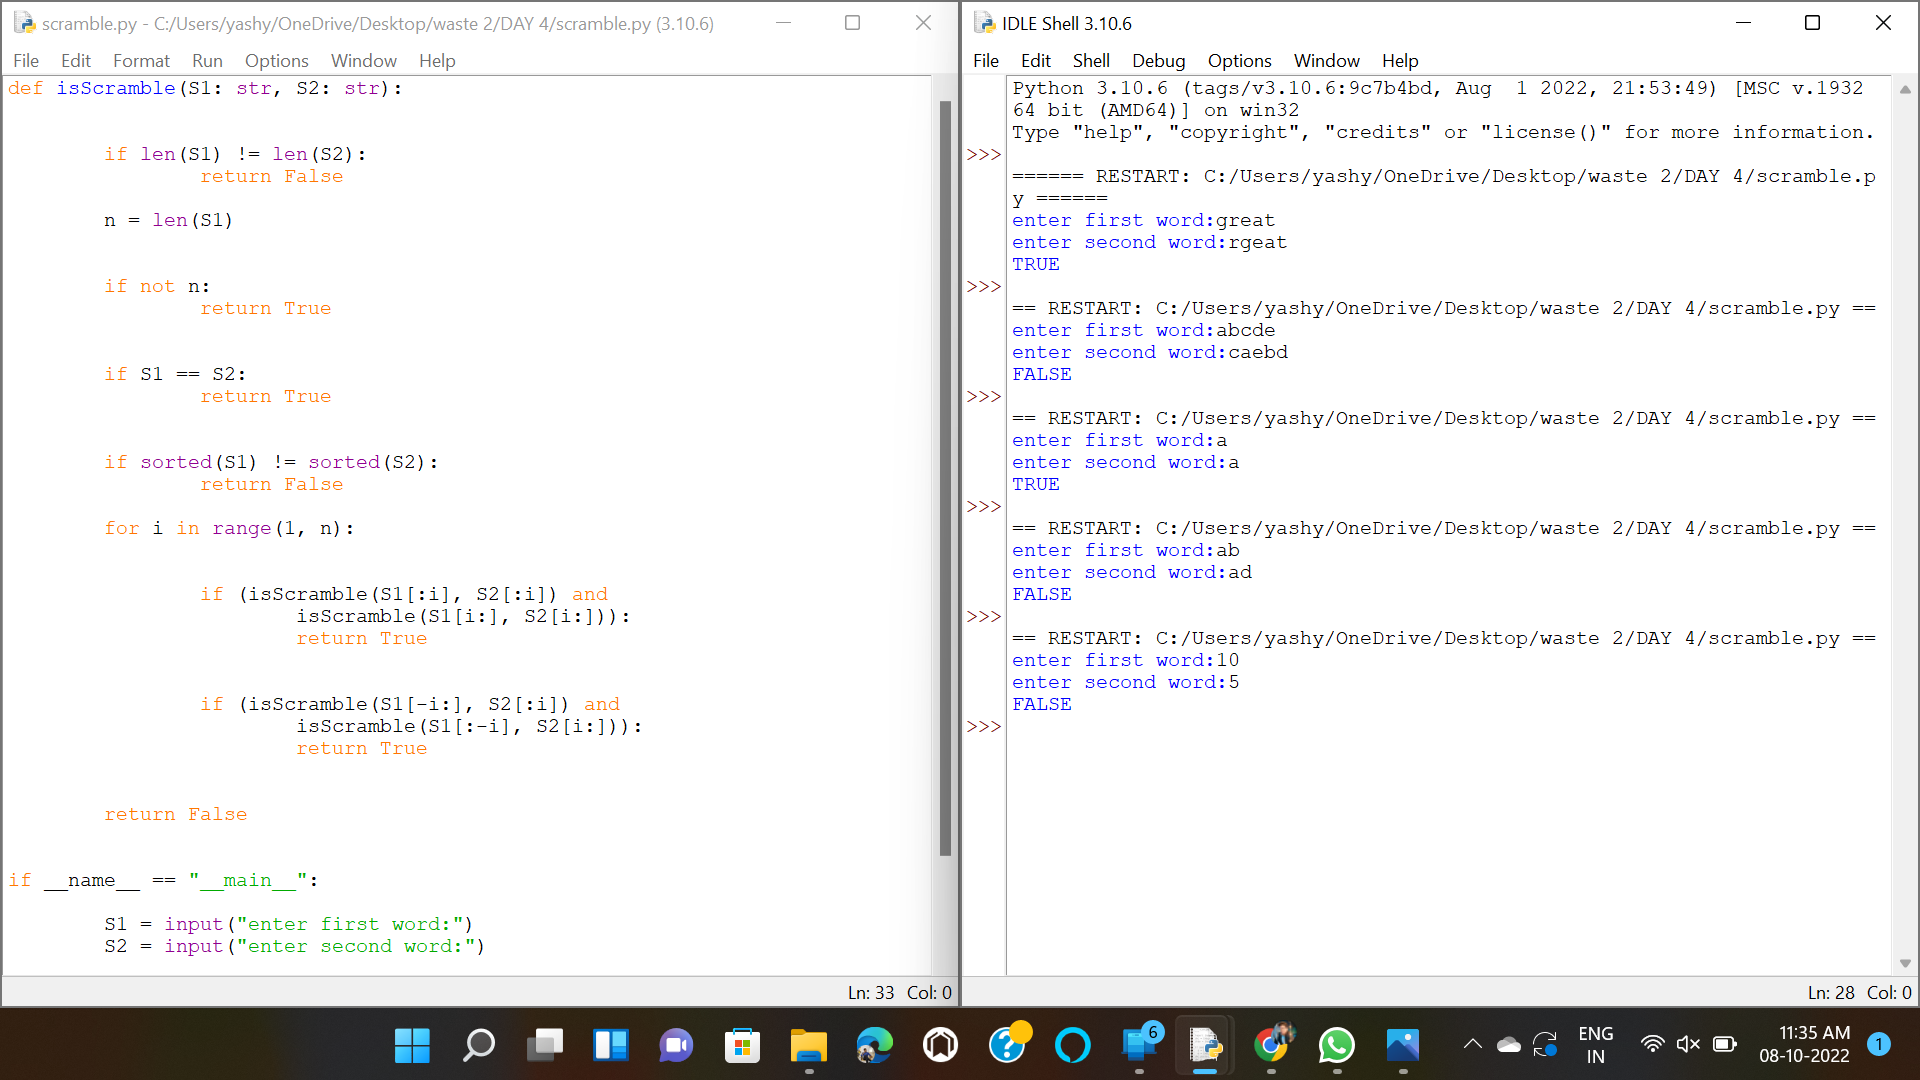 scramble.py - C:/Users/yashy/OneDrive/Desktop/waste 2/DAY 4/scramble.py (3.10.6)
File Edit Format Run Options Window Help
def isScramble(S1: str, S2: str):
if len(S1) != len(S2):
return False
n = len(S1)
if not n:
return True
if S1 == S2:
return True
if sorted(S1) != sorted(S2):
return False
for i in range(1, n):
if (isScramble(S1[:i], S2[:i]) and
isScramble(S1[i:], S2[i:])):
return True
if (isScramble(S1[-i:], S2[:i]) and
isScramble(S1[:-i], S2[i:])):
return True
return False
if __name__ == "__main__":
S1 = input("enter first word:")
S2 = input("enter second word:")
Ln: 33 Col: 0
IDLE Shell 3.10.6
File Edit Shell Debug Options Window Help
Python 3.10.6 (tags/v3.10.6:9c7b4bd, Aug  1 2022, 21:53:49) [MSC v.1932
64 bit (AMD64)] on win32
Type "help", "copyright", "credits" or "license()" for more information.
>>>
====== RESTART: C:/Users/yashy/OneDrive/Desktop/waste 2/DAY 4/scramble.p
y ======
enter first word:great
enter second word:rgeat
TRUE
>>>
== RESTART: C:/Users/yashy/OneDrive/Desktop/waste 2/DAY 4/scramble.py ==
enter first word:abcde
enter second word:caebd
FALSE
>>>
== RESTART: C:/Users/yashy/OneDrive/Desktop/waste 2/DAY 4/scramble.py ==
enter first word:a
enter second word:a
TRUE
>>>
== RESTART: C:/Users/yashy/OneDrive/Desktop/waste 2/DAY 4/scramble.py ==
enter first word:ab
enter second word:ad
FALSE
>>>
== RESTART: C:/Users/yashy/OneDrive/Desktop/waste 2/DAY 4/scramble.py ==
enter first word:10
enter second word:5
FALSE
>>>
Ln: 28 Col: 0
6
ENG
IN
11:35 AM
08-10-2022
1